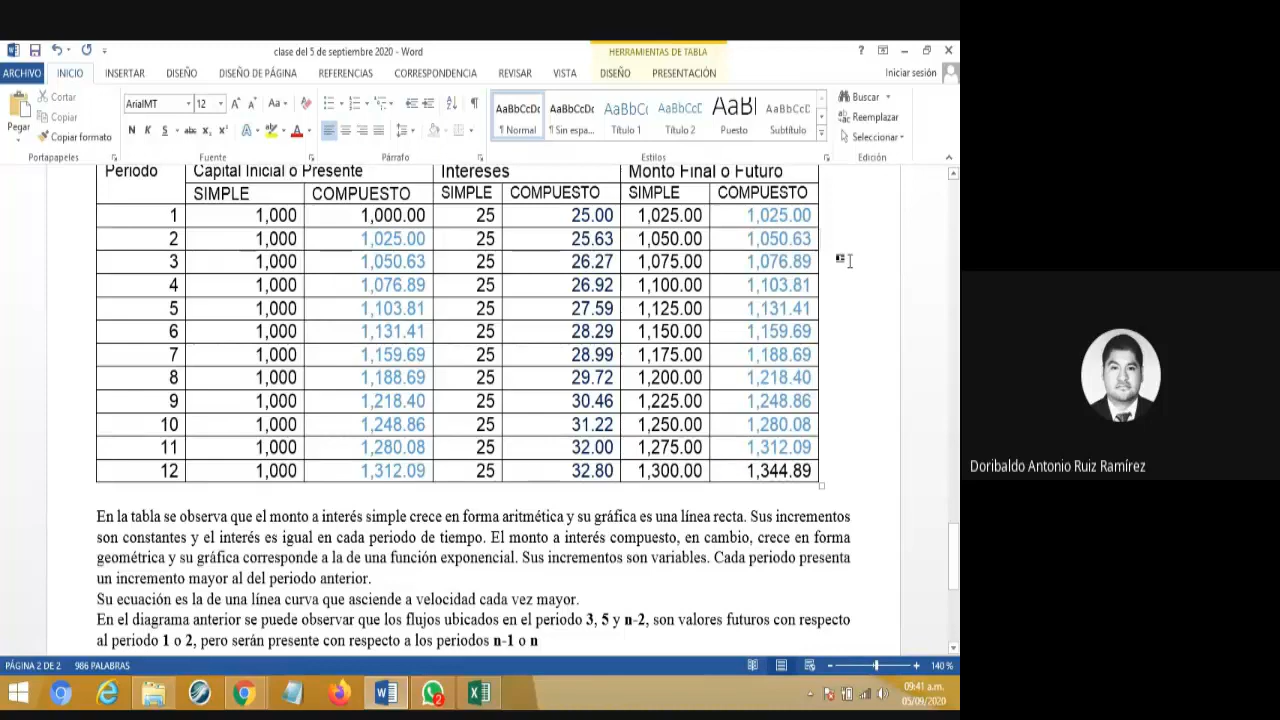 clase del 5 de septiembre 2020 - Word
HERRAMIENTAS DE TABLA
ARCHIVO INICIO INSERTAR DISEÑO DISEÑO DE PÁGINA REFERENCIAS CORRESPONDENCIA REVISAR VISTA DISEÑO PRESENTACIÓN Iniciar sesión
Pegar
Cortar
Copiar
Copiar formato
Portapapeles
ArialMT 12
Fuente
Párrafo
AaBbCcDc AaBbCcDc AaBbC AaBbCcD AaBl AaBbCcD
¶ Normal ¶ Sin espa... Título 1 Título 2 Puesto Subtítulo
Estilos
Buscar
Reemplazar
Seleccionar
Edición
Periodo Capital Inicial o Presente Intereses Monto Final o Futuro
SIMPLE COMPUESTO SIMPLE COMPUESTO SIMPLE COMPUESTO
1 1,000 1,000.00 25 25.00 1,025.00 1,025.00
2 1,000 1,025.00 25 25.63 1,050.00 1,050.63
3 1,000 1,050.63 25 26.27 1,075.00 1,076.89
4 1,000 1,076.89 25 26.92 1,100.00 1,103.81
5 1,000 1,103.81 25 27.59 1,125.00 1,131.41
6 1,000 1,131.41 25 28.29 1,150.00 1,159.69
7 1,000 1,159.69 25 28.99 1,175.00 1,188.69
8 1,000 1,188.69 25 29.72 1,200.00 1,218.40
9 1,000 1,218.40 25 30.46 1,225.00 1,248.86
10 1,000 1,248.86 25 31.22 1,250.00 1,280.08
11 1,000 1,280.08 25 32.00 1,275.00 1,312.09
12 1,000 1,312.09 25 32.80 1,300.00 1,344.89
En la tabla se observa que el monto a interés simple crece en forma aritmética y su gráfica es una línea recta. Sus incrementos
son constantes y el interés es igual en cada periodo de tiempo. El monto a interés compuesto, en cambio, crece en forma
geométrica y su gráfica corresponde a la de una función exponencial. Sus incrementos son variables. Cada periodo presenta
un incremento mayor al del periodo anterior.
Su ecuación es la de una línea curva que asciende a velocidad cada vez mayor.
En el diagrama anterior se puede observar que los flujos ubicados en el periodo 3, 5 y n-2, son valores futuros con respecto
al periodo 1 o 2, pero serán presente con respecto a los periodos n-1 o n
PÁGINA 2 DE 2 986 PALABRAS 140 %
09:41 a.m.
05/09/2020
Doribaldo Antonio Ruiz Ramírez